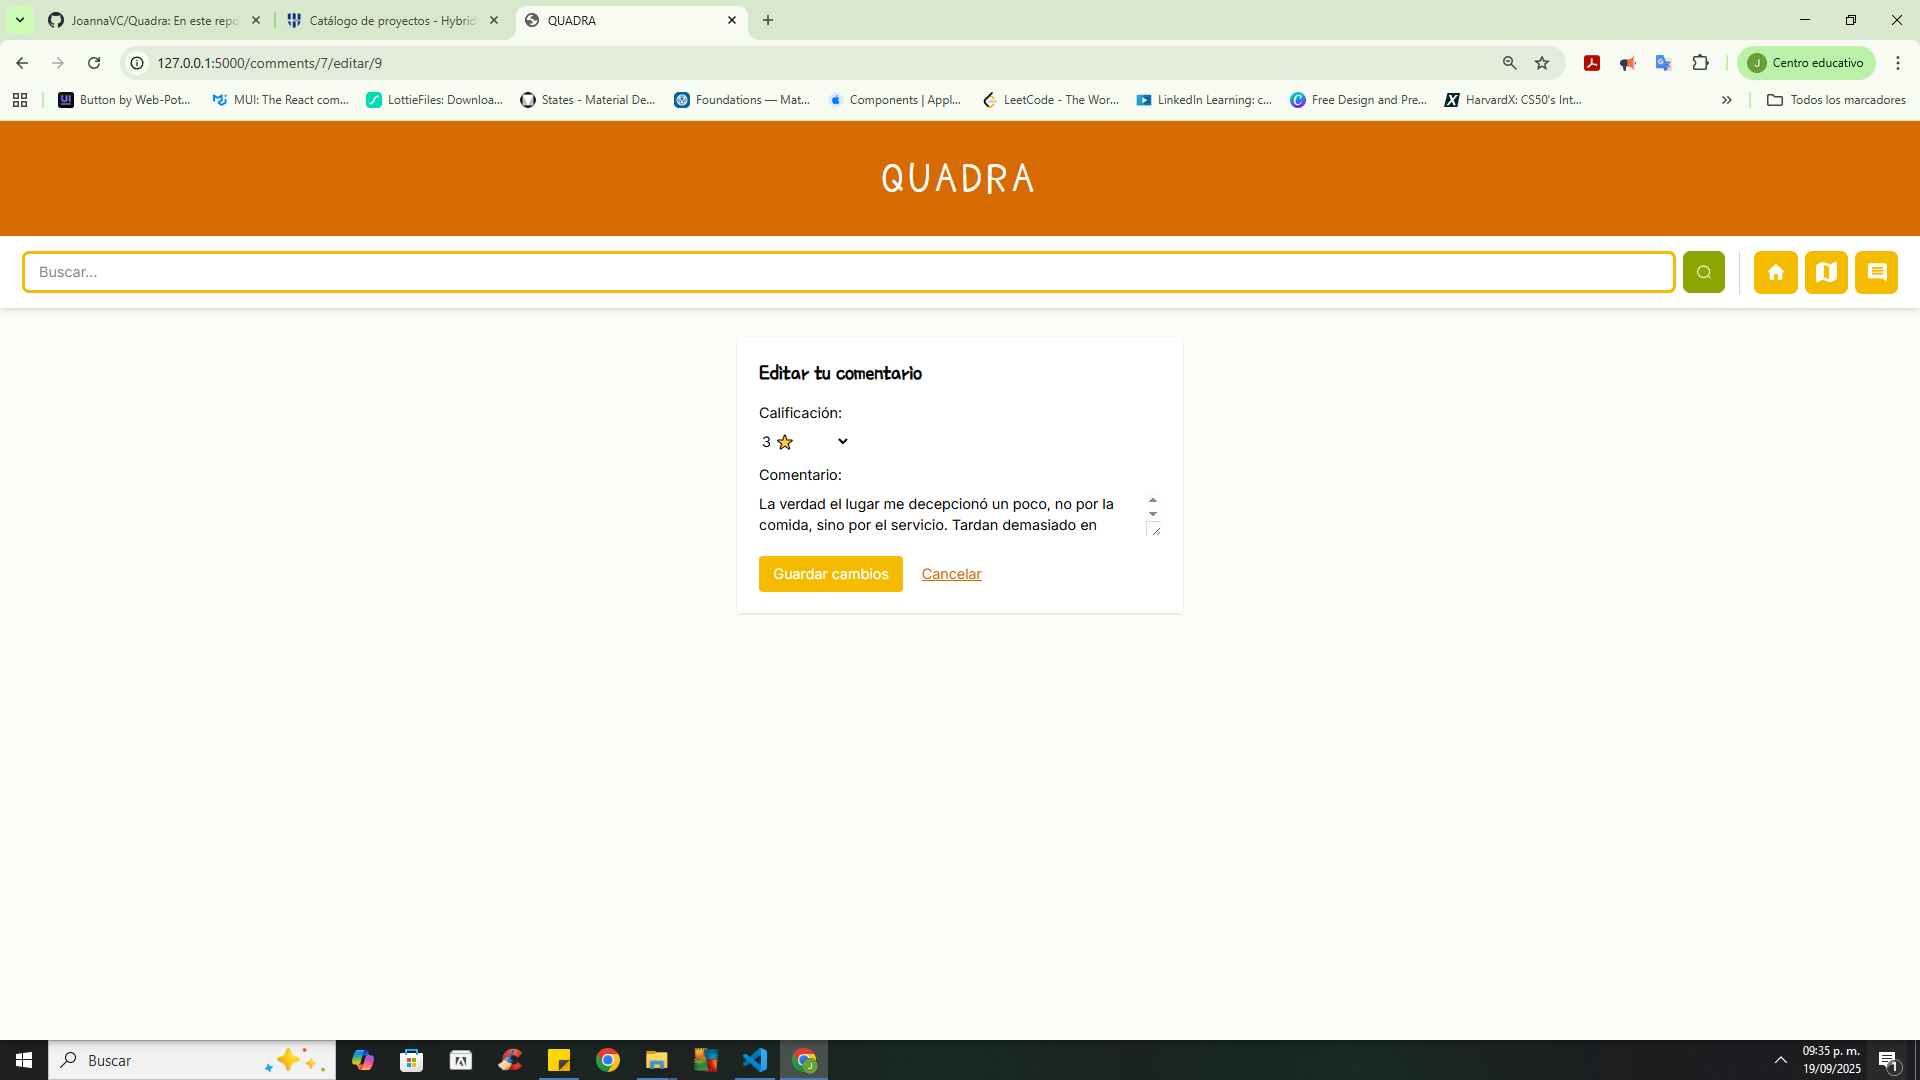 JoannaVC/Quadra: En este repo
Catálogo de proyectos - Hybrid
QUADRA
127.0.0.1:5000/comments/7/editar/9
J Centro educativo
Button by Web-Pot...
MUI: The React com...
LottieFiles: Downloa...
States - Material De...
Foundations — Mat...
Components | Appl...
LeetCode - The Wor...
LinkedIn Learning: c...
Free Design and Pre...
HarvardX: CS50's Int...
Todos los marcadores
QUADRA
Buscar...
Editar tu comentario
Calificación:
3
Comentario:
La verdad el lugar me decepcionó un poco, no por la
comida, sino por el servicio. Tardan demasiado en
Guardar cambios
Cancelar
Buscar
09:35 p. m.
19/09/2025
1